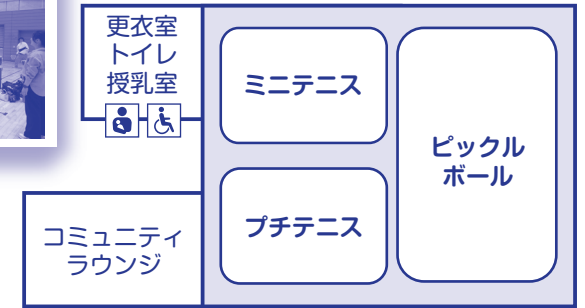 更衣室
トイレ
授乳室
ミニテニス
ピックル
ボール
プチテニス
コミュニティ
ラウンジ